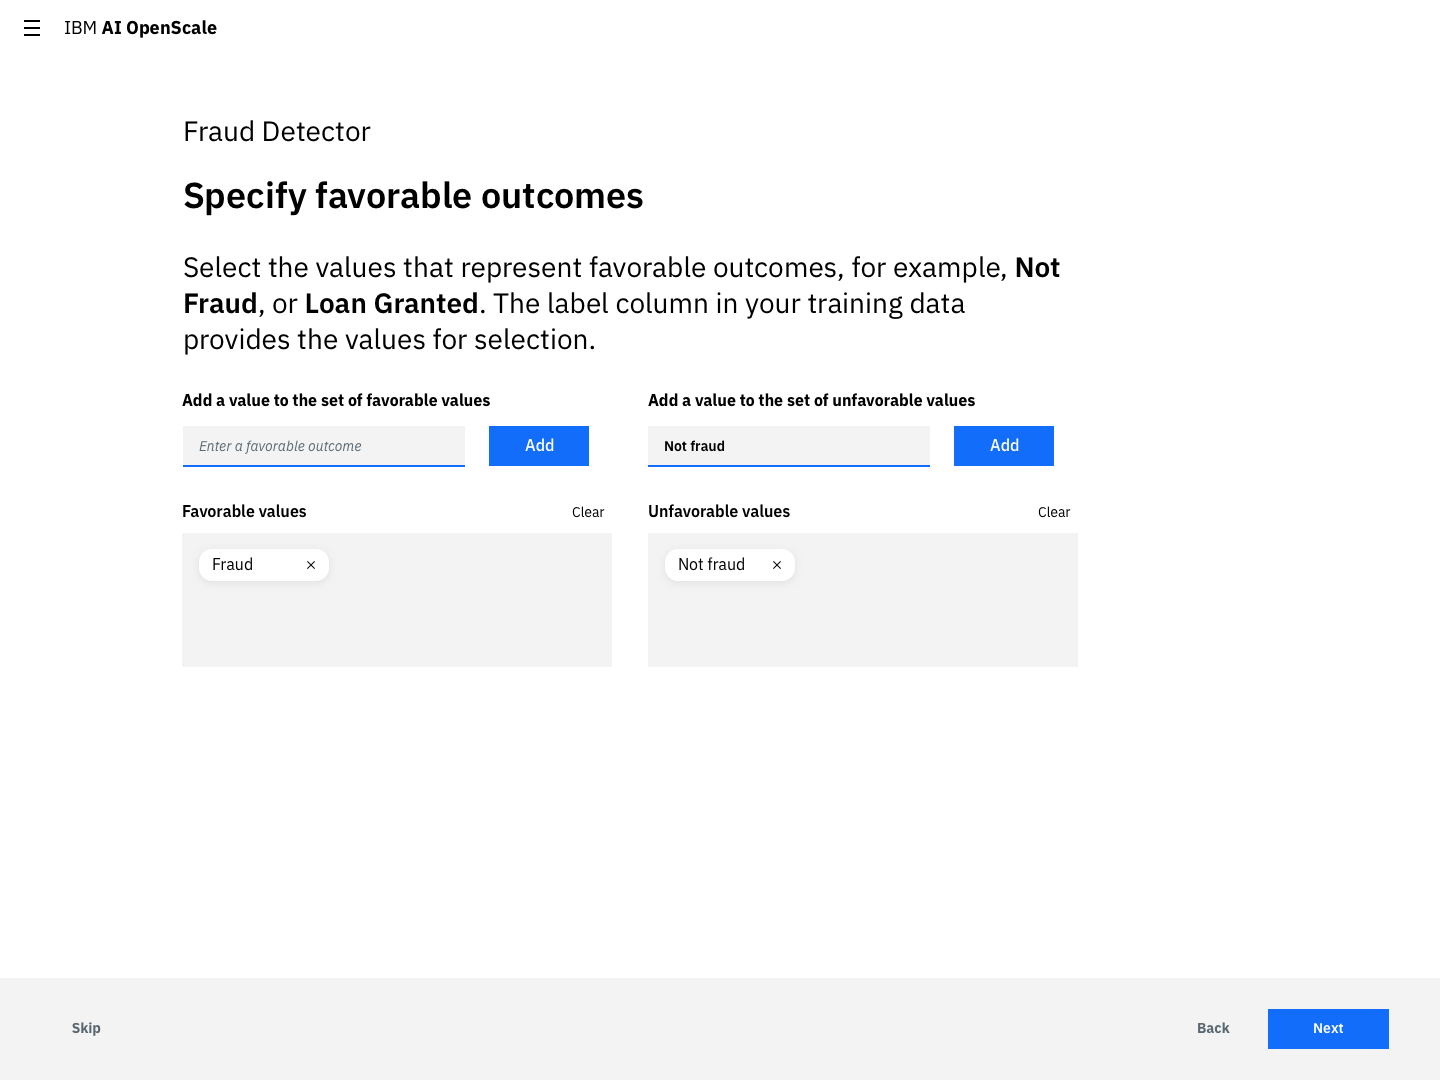 IBM AI OpenScale
Fraud Detector
Specify favorable outcomes
Select the values that represent favorable outcomes, for example, Not
Fraud, or Loan Granted. The label column in your training data
provides the values for selection.
Add a value to the set of favorable values
Enter a favorable outcome
Add
Favorable values
Clear
Fraud
Add a value to the set of unfavorable values
Not fraud
Add
Unfavorable values
Clear
Not fraud
Skip
Back
Next